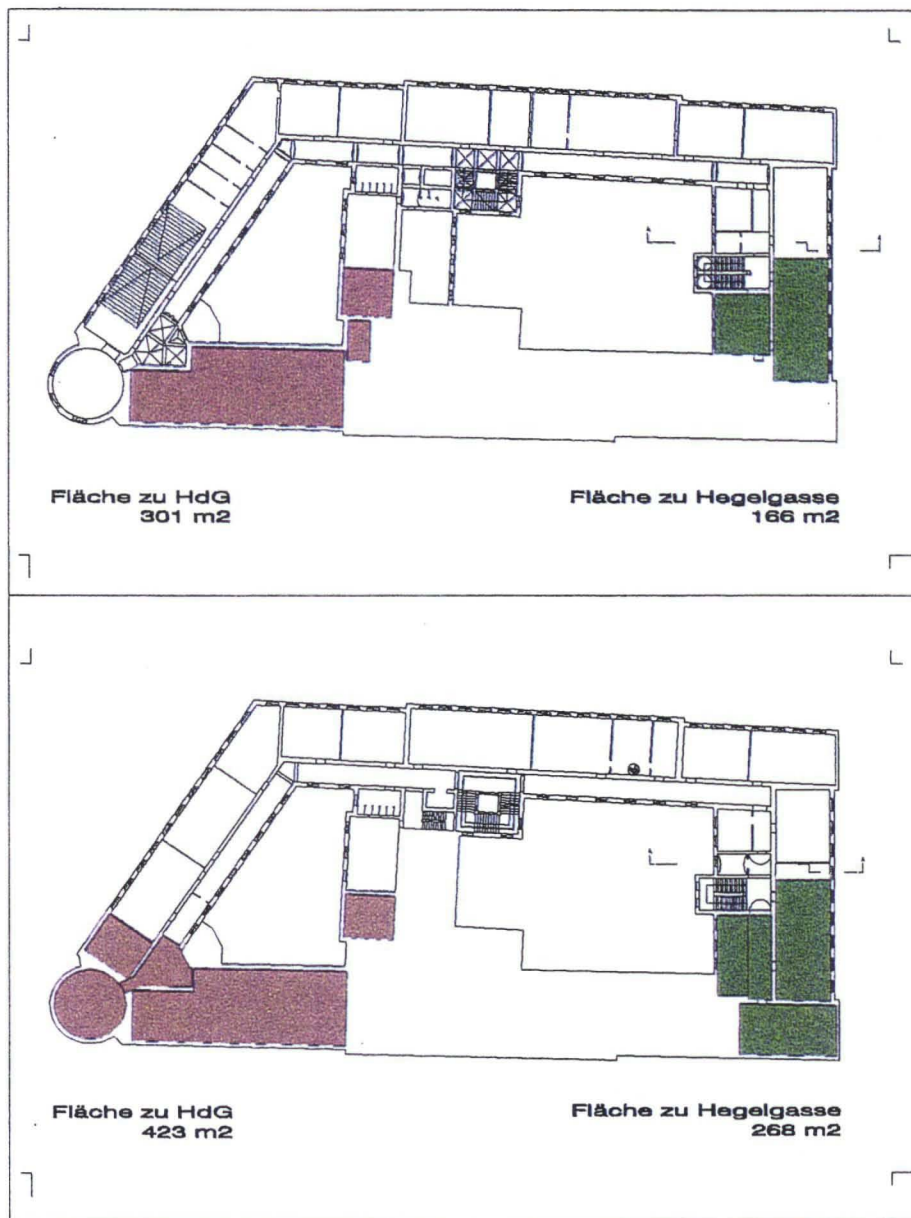 Fläche zu HdG
301 m2
Fläche zu Hegelgasse
166 m2
Fläche zu HdG
423 m2
Fläche zu Hegelgasse
268 m2